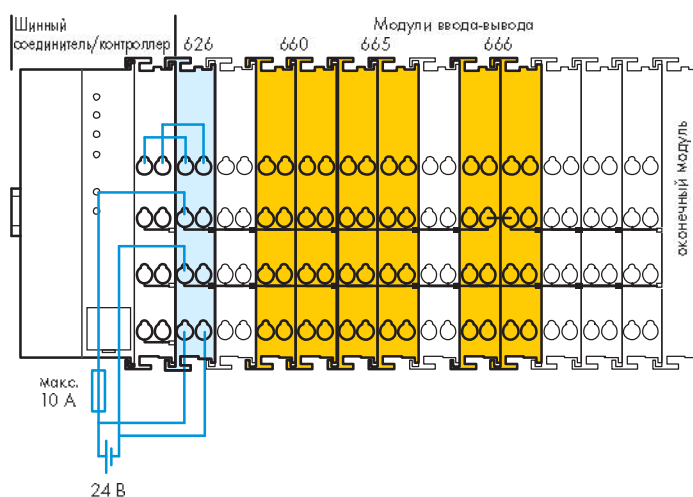 Шинный
соединитель/контроллер
Модули ввода-вывода
626
660
665
666
оконечный модуль
макс.
10 А
24 В